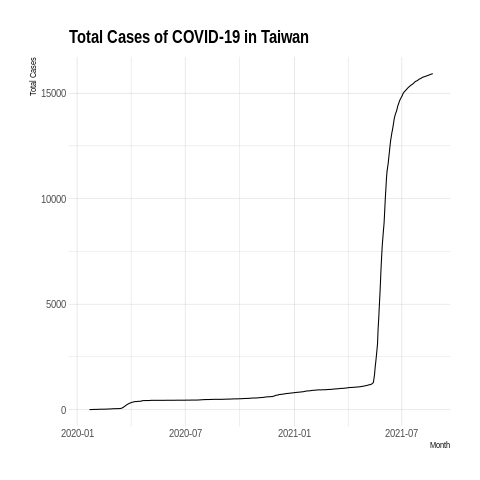 Total Cases of COVID-19 in Taiwan
Total Cases
15000
10000
5000
0
2020-01 2020-07 2021-01 2021-07
Month